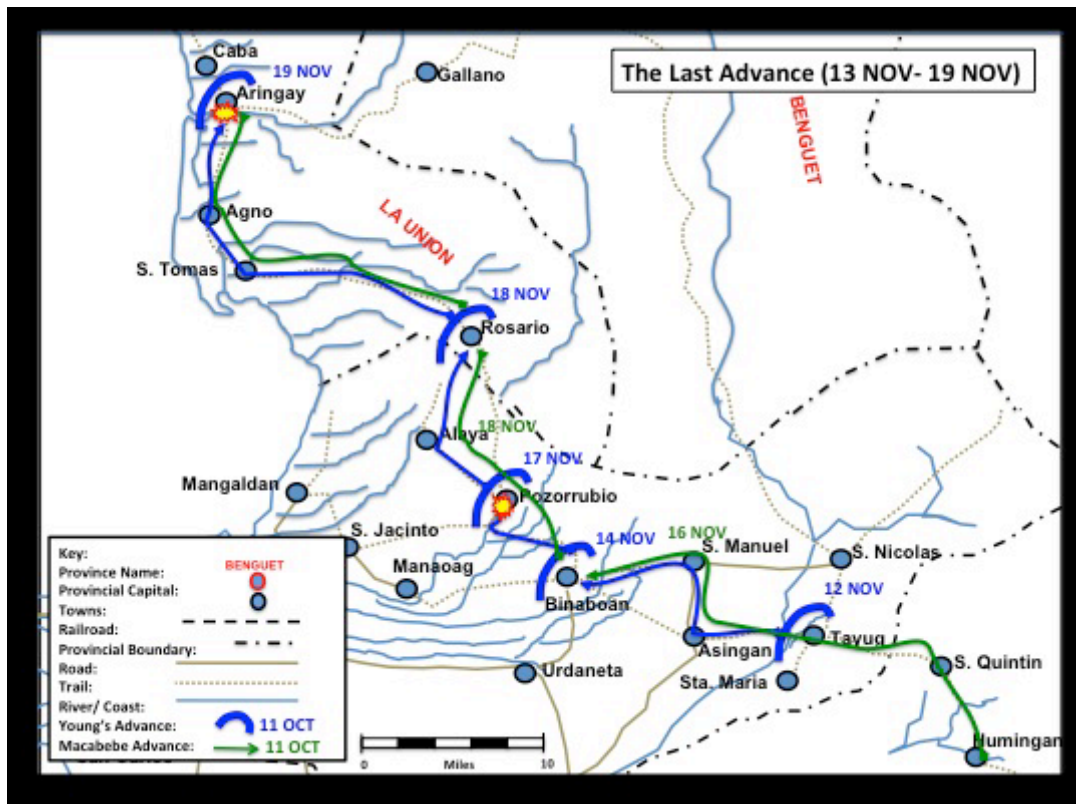 Caba
19 NOV
Gallano
The Last Advance (13 NOV- 19 NOV)
Aringay
BENGUET
Agno
LA UNION
S. Tomas
18 NOV
Rosario
Alava
18 NOV
17 NOV
Mangaldan
Pozorrubio
S. Jacinto
14 NOV
16 NOV
S. Manuel
S. Nicolas
Manaoag
Binaboan
12 NOV
Asingan
Tayug
Urdaneta
Sta. Maria
S. Quintin
Humingan
Key:
Province Name:
BENGUET
Provincial Capital:
Towns:
Railroad:
Provincial Boundary:
Road:
Trail:
River/ Coast:
Young's Advance:
11 OCT
Macabebe Advance:
11 OCT
0
Miles
10